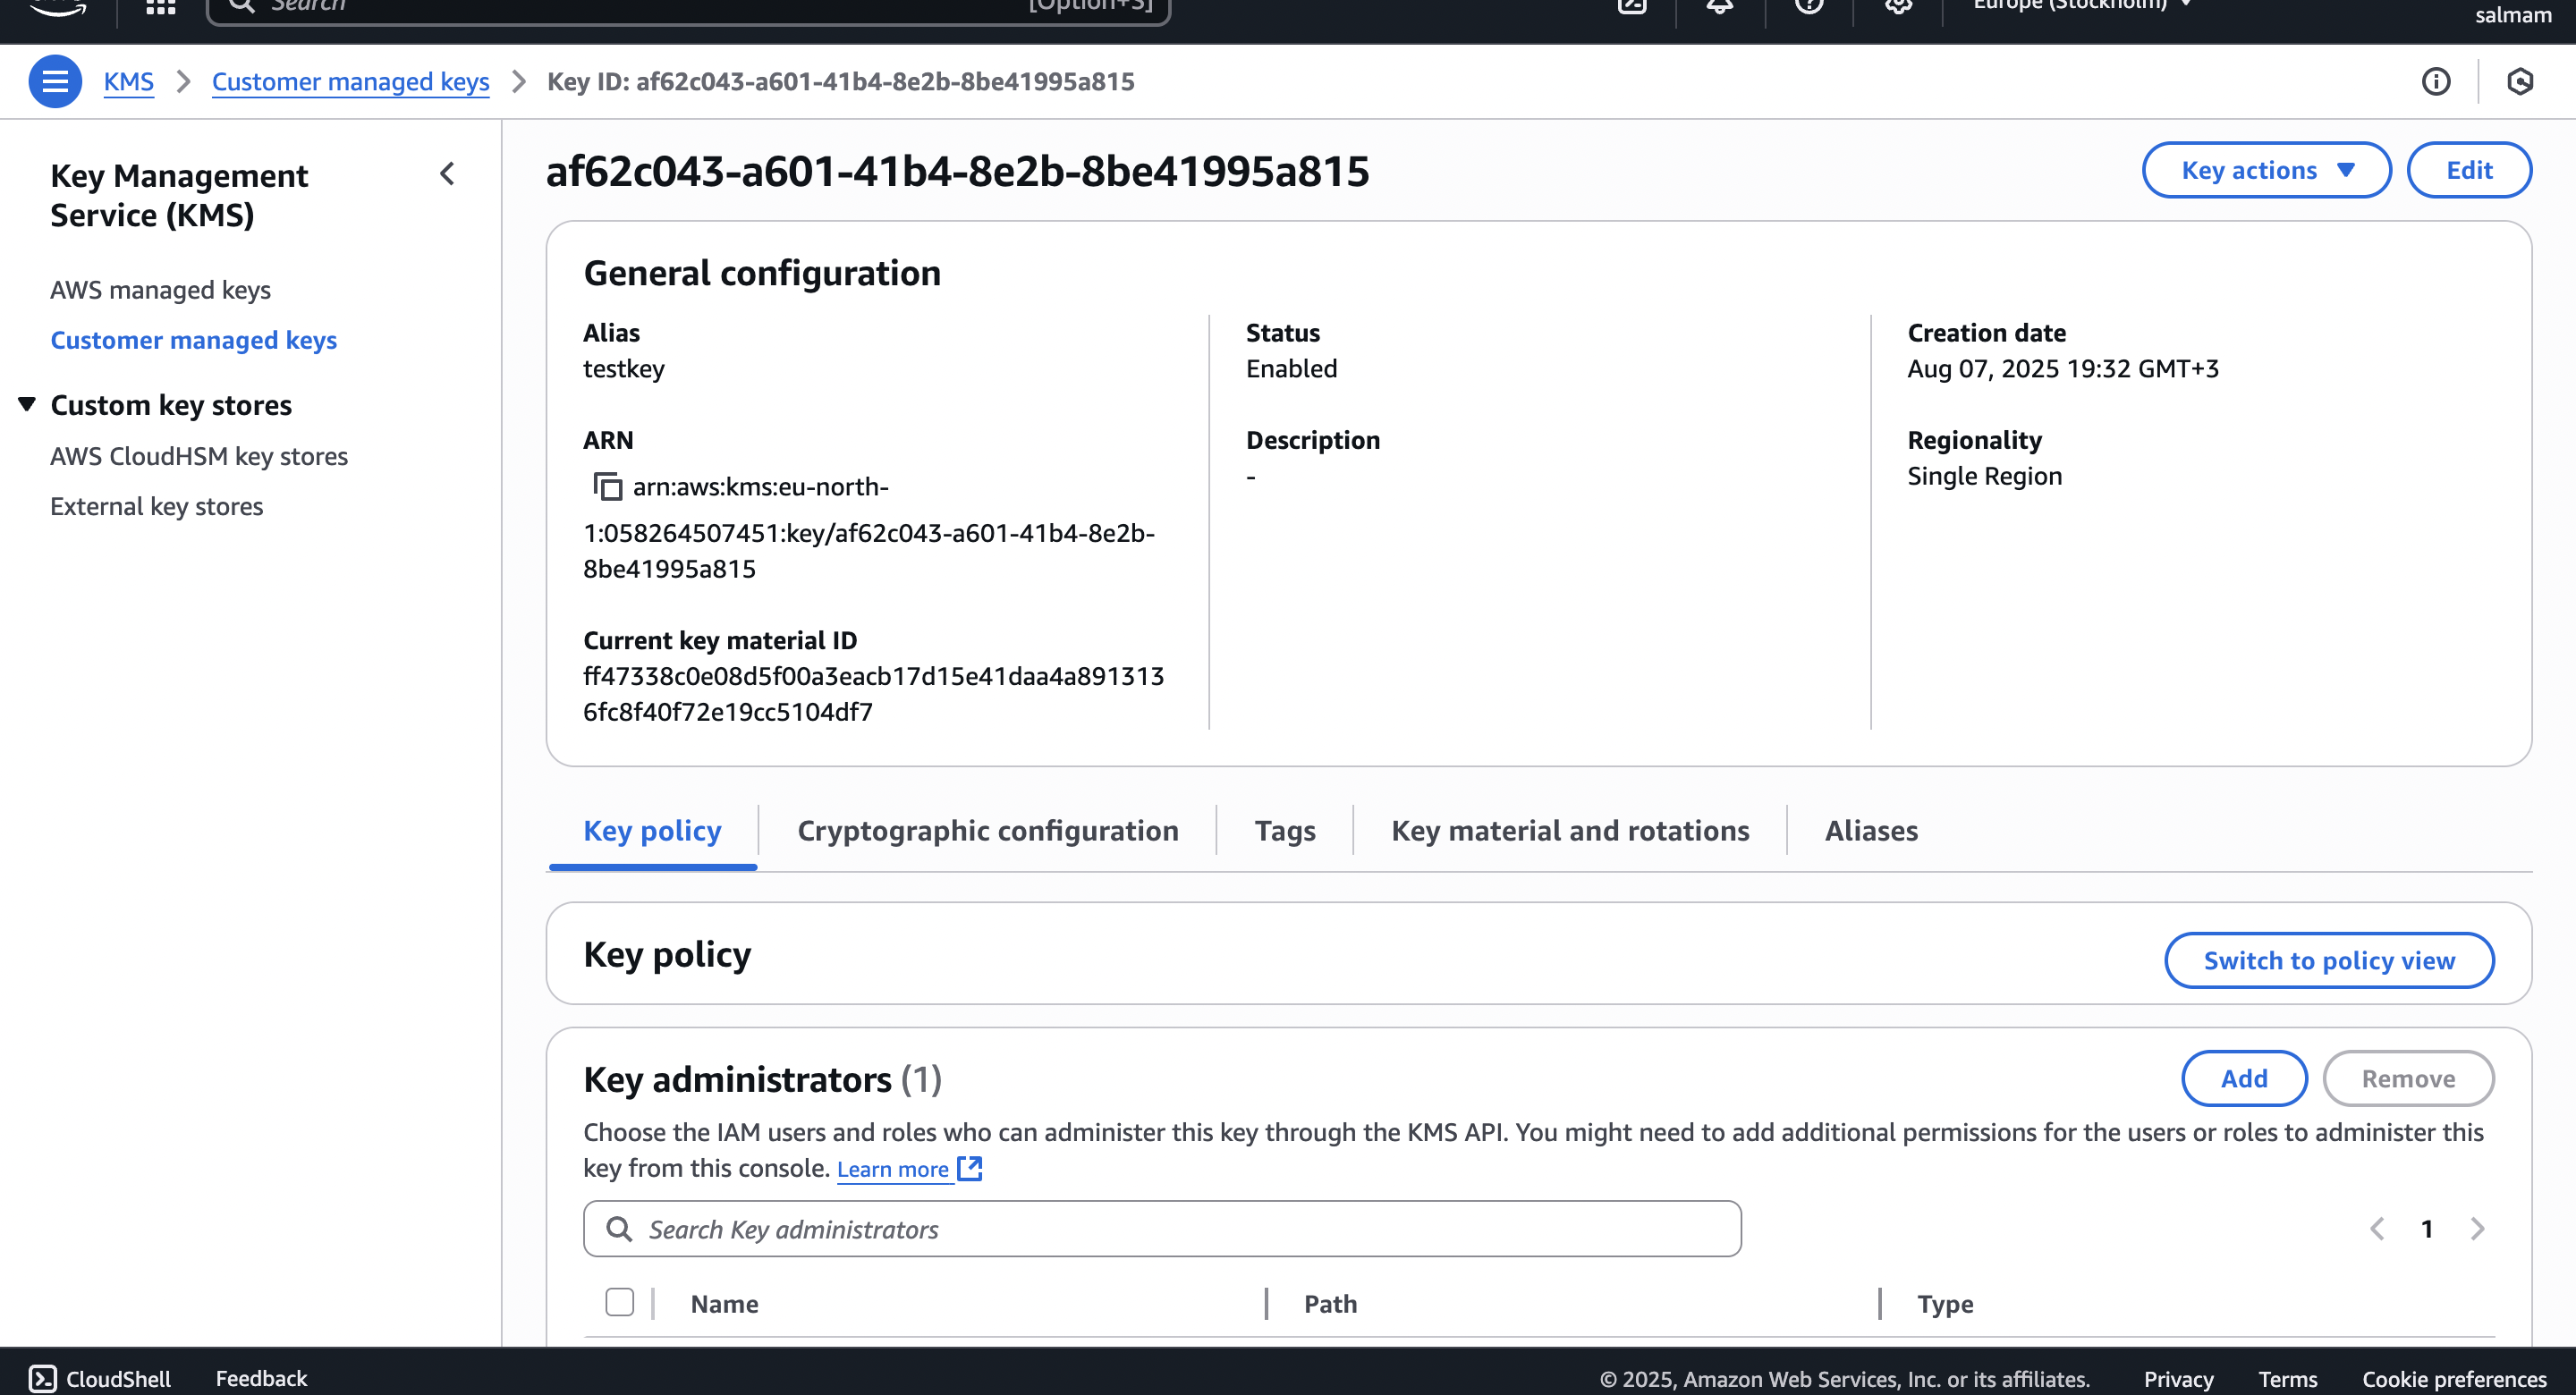 Search [Option+S] Europe (Stockholm) salmam
KMS Customer managed keys Key ID: af62c043-a601-41b4-8e2b-8be41995a815
Key Management
Service (KMS)
AWS managed keys
Customer managed keys
Custom key stores
AWS CloudHSM key stores
External key stores
af62c043-a601-41b4-8e2b-8be41995a815
Key actions
Edit
General configuration
Alias
testkey
ARN
arn:aws:kms:eu-north-
1:058264507451:key/af62c043-a601-41b4-8e2b-
8be41995a815
Current key material ID
ff47338c0e08d5f00a3eacb17d15e41daa4a891313
6fc8f40f72e19cc5104df7
Status
Enabled
Description
-
Creation date
Aug 07, 2025 19:32 GMT+3
Regionality
Single Region
Key policy Cryptographic configuration Tags Key material and rotations Aliases
Key policy
Switch to policy view
Key administrators (1)
Add
Remove
Choose the IAM users and roles who can administer this key through the KMS API. You might need to add additional permissions for the users or roles to administer this
key from this console. Learn more
Search Key administrators
1
Name Path Type
CloudShell Feedback © 2025, Amazon Web Services, Inc. or its affiliates. Privacy Terms Cookie preferences